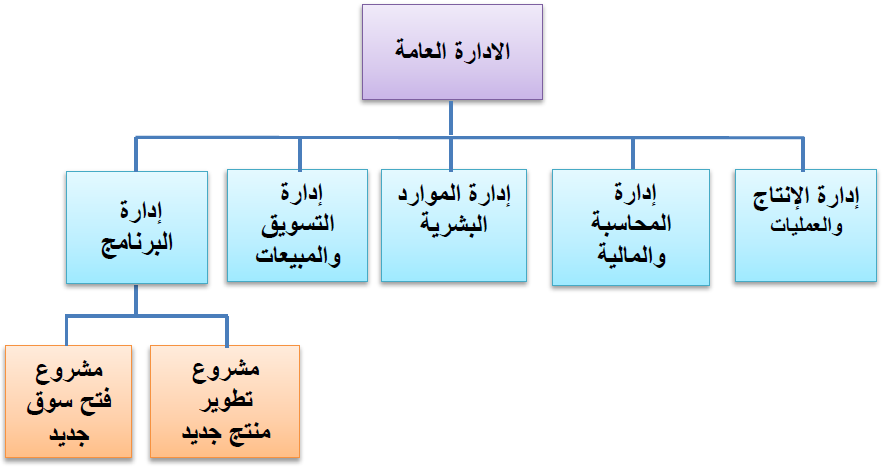 الادارة العامة
إدارة الإنتاج
والعمليات
إدارة
المحاسبة
والمالية
إدارة الموارد
البشرية
إدارة
التسويق
والمبيعات
إدارة
البرنامج
مشروع
تطوير
منتج جديد
مشروع
فتح سوق
جديد